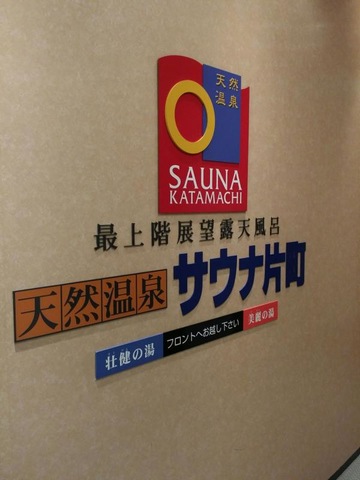 天然
温泉
SAUNA
KATAMACHI
最上階展望露天風呂
天然温泉 サウナ片町
壮健の湯 フロントへお越し下さい 美麗の湯